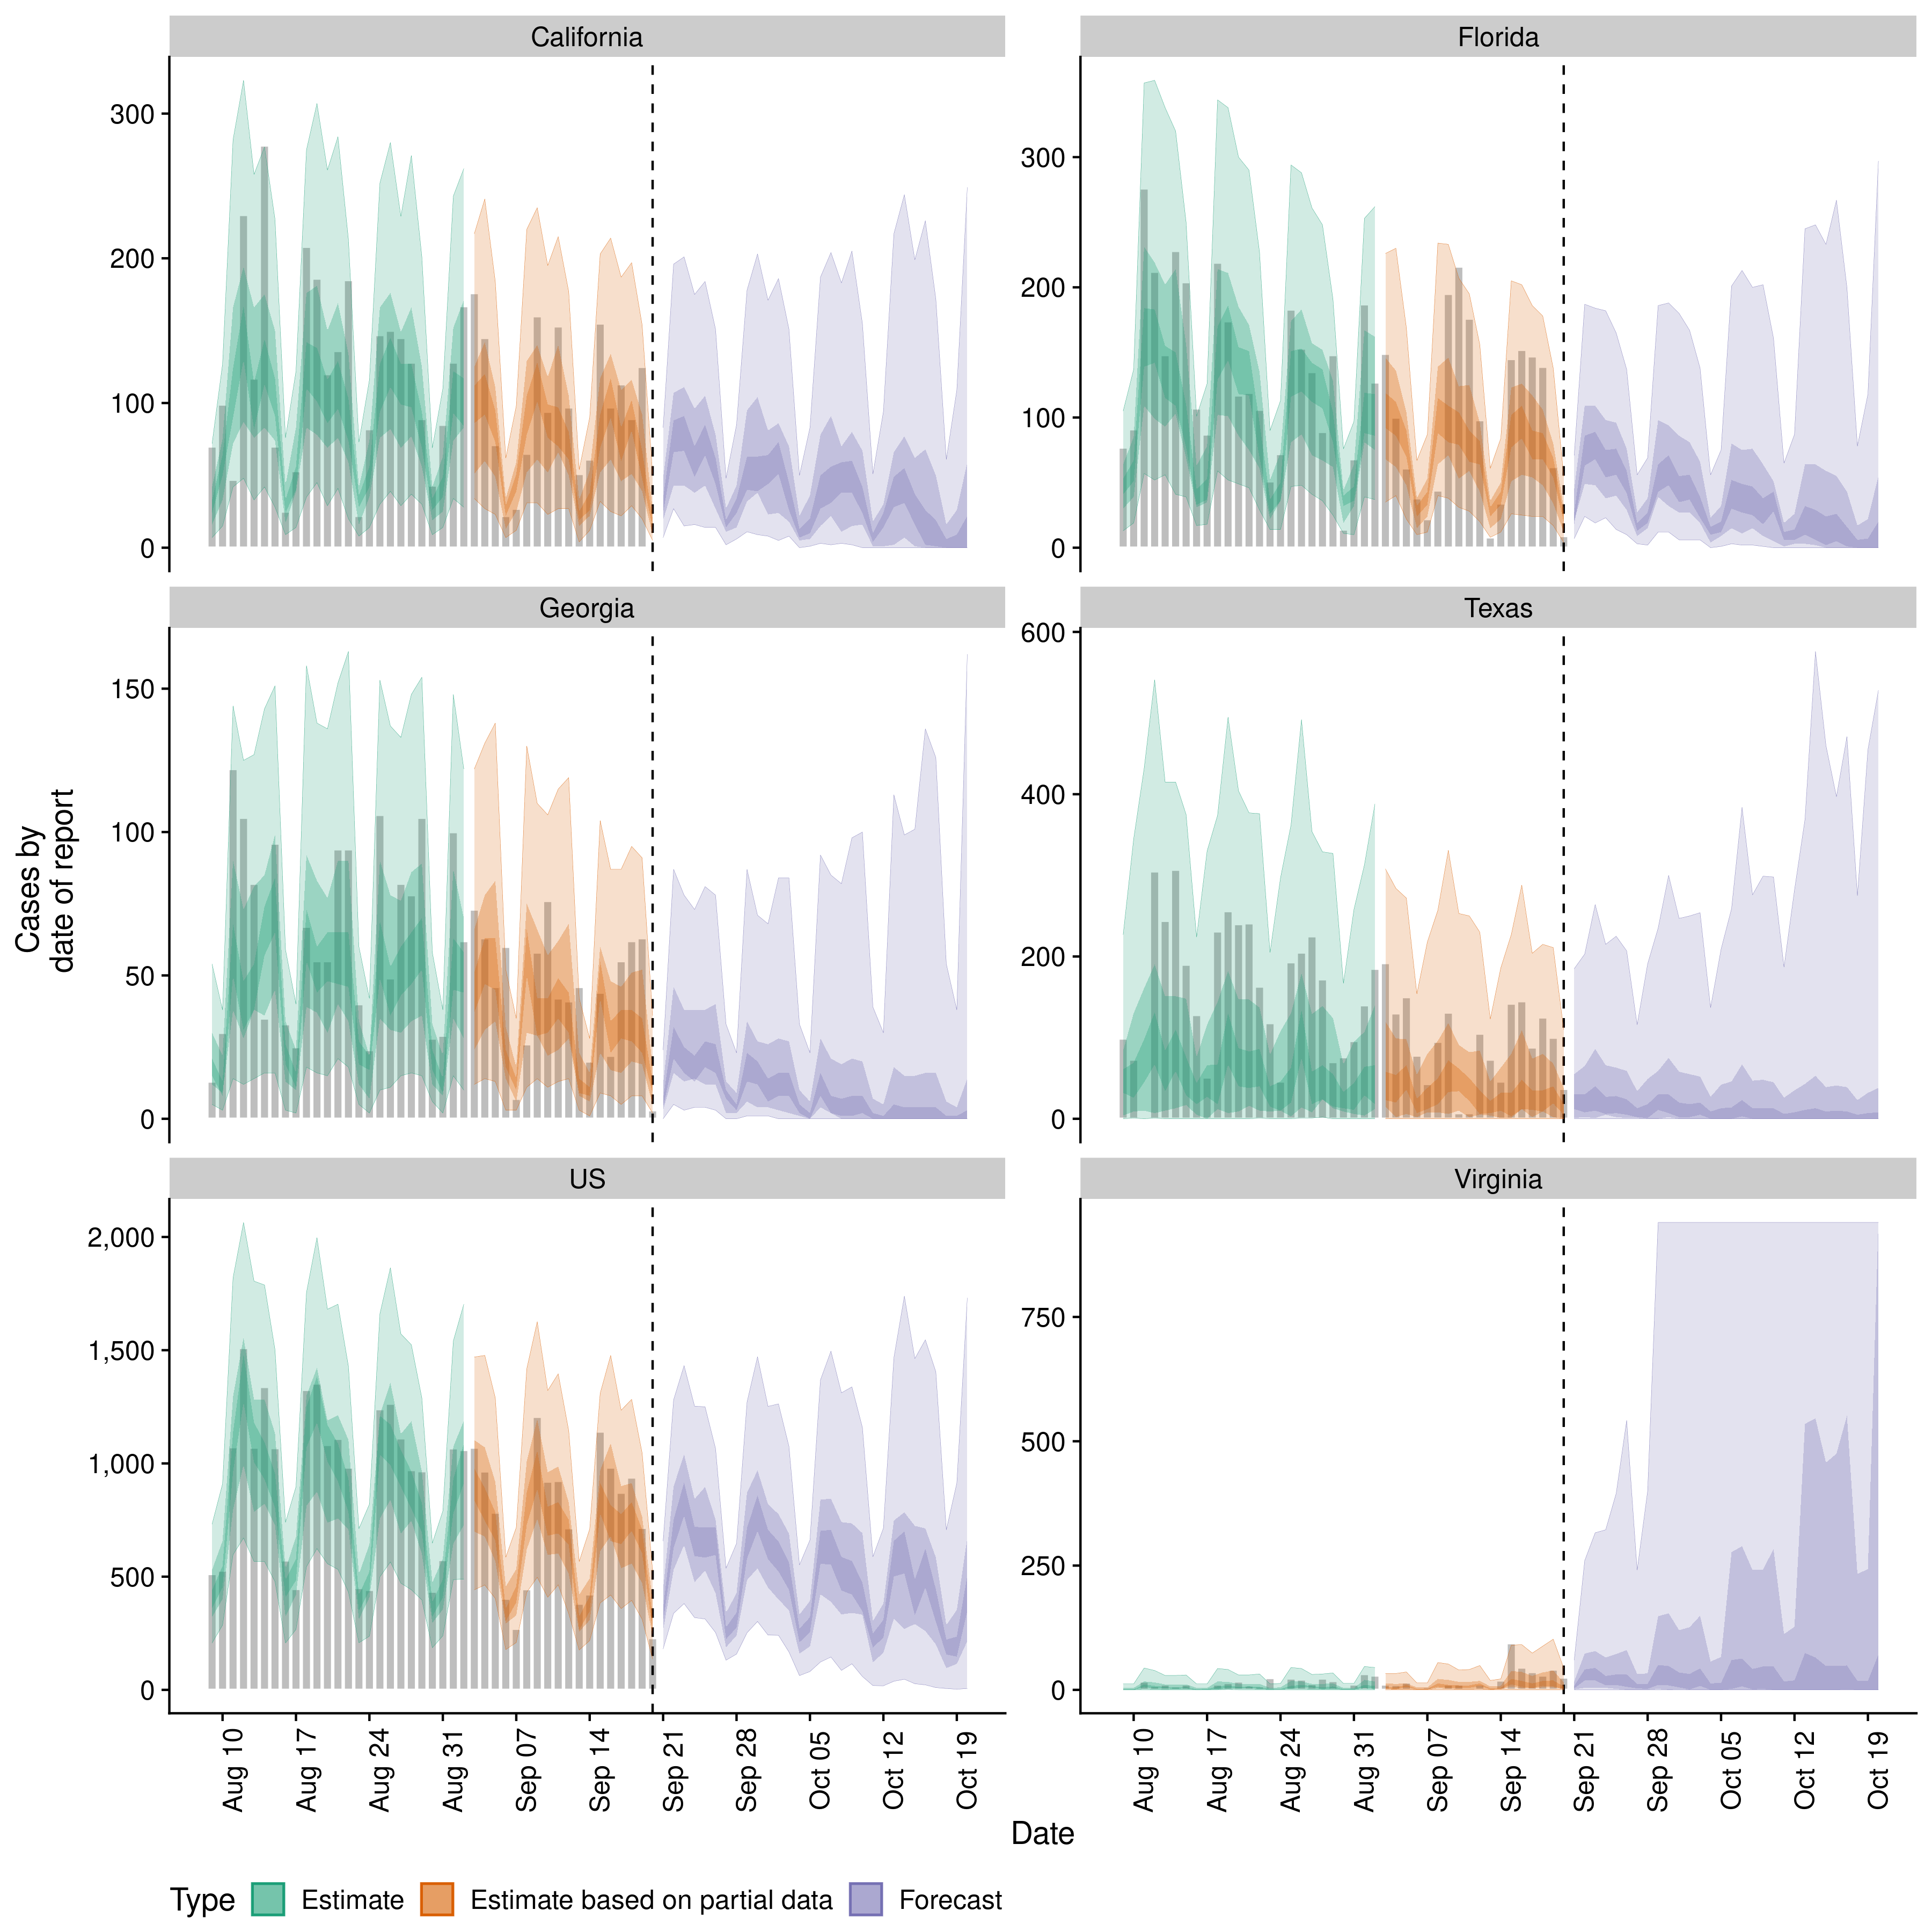 California
Florida
300
200
100
0
300
200
100
0
Georgia
Texas
150
100
50
0
600
400
200
0
Cases by
date of report
US
Virginia
2,000
1,500
1,000
500
0
750
500
250
0
Aug 10
Aug 17
Aug 24
Aug 31
Sep 07
Sep 14
Sep 21
Sep 28
Oct 05
Oct 12
Oct 19
Aug 10
Aug 17
Aug 24
Aug 31
Sep 07
Sep 14
Sep 21
Sep 28
Oct 05
Oct 12
Oct 19
Date
Type Estimate Estimate based on partial data Forecast